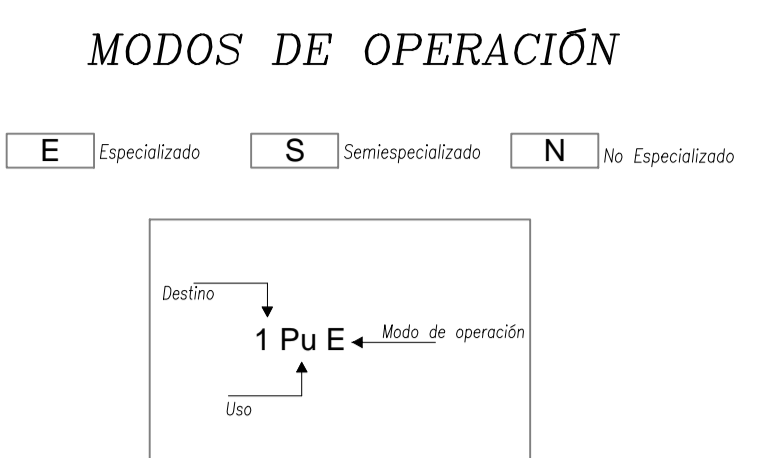 MODOS DE OPERACIÓN
E Especializado S Semiespecializado N No Especializado
Destino
1 Pu E Modo de operación
Uso